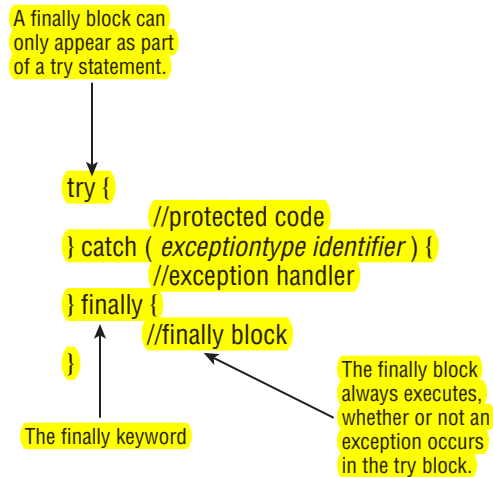 A finally block can
only appear as part
of a try statement.
try {
//protected code
} catch ( exceptiontype identifier ) {
//exception handler
} finally {
//finally block
}
The finally keyword
The finally block
always executes,
whether or not an
exception occurs
in the try block.